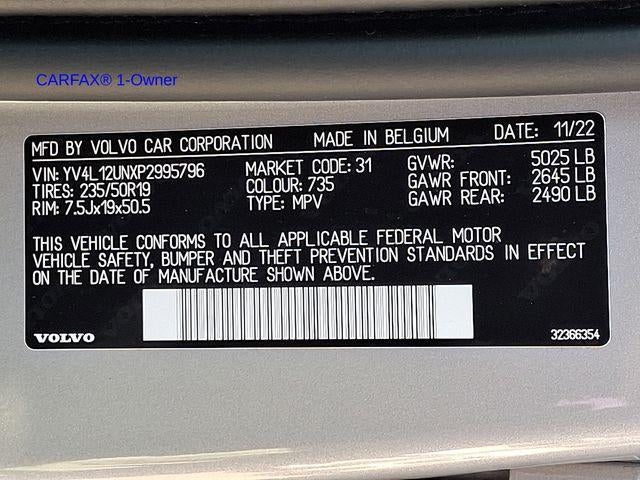 CARFAX® 1-Owner
MFD BY VOLVO CAR CORPORATION MADE IN BELGIUM DATE: 11/22
VIN: YV4L12UNXP2995796 MARKET CODE: 31 GVWR: 5025 LB
TIRES: 235/50R19 COLOUR: 735 GAWR FRONT: 2645 LB
RIM: 7.5Jx19x50.5 TYPE: MPV GAWR REAR: 2490 LB
THIS VEHICLE CONFORMS TO ALL APPLICABLE FEDERAL MOTOR
VEHICLE SAFETY, BUMPER AND THEFT PREVENTION STANDARDS IN EFFECT
ON THE DATE OF MANUFACTURE SHOWN ABOVE.
VOLVO 32366354